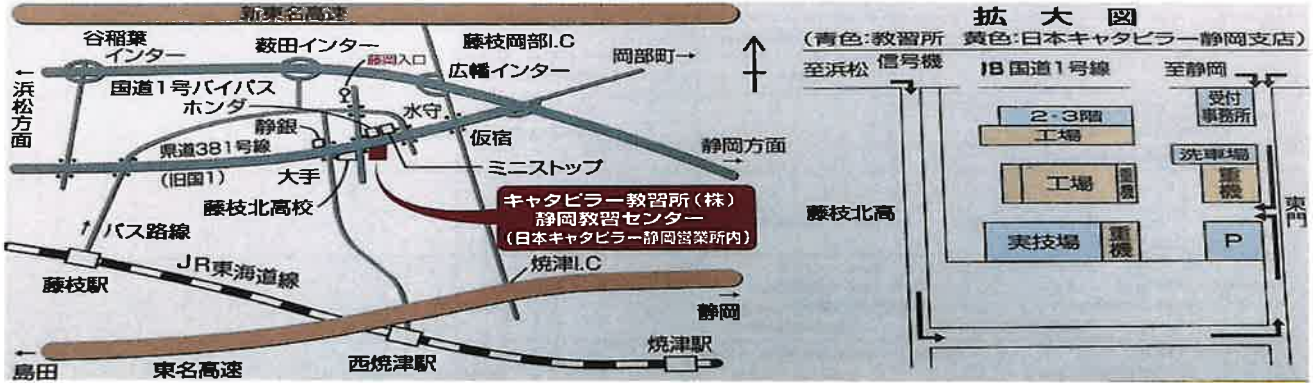 新東名高速
谷稲葉
インター
薮田インター
藤岡入口
藤枝岡部I.C
広幡インター
岡部町→
←浜松方面
国道1号バイパス
ホンダ
水守
静銀
仮宿
県道381号線
(旧国1)
大手
ミニストップ
静岡方面
→
藤枝北高校
キャタピラー教習所(株)
静岡教習センター
(日本キャタピラー静岡営業所内)
↑バス路線
藤枝駅
JR東海道線
焼津I.C
静岡
→
←
島田
東名高速
西焼津駅
焼津駅
拡大図
(青色:教習所 黄色:日本キャタピラー静岡支店)
至浜松 信号機 旧国道1号線 至静岡
受付
事務所
2・3階
工場
洗車場
工場
重機
重機
藤枝北高
東門
実技場
重機
P